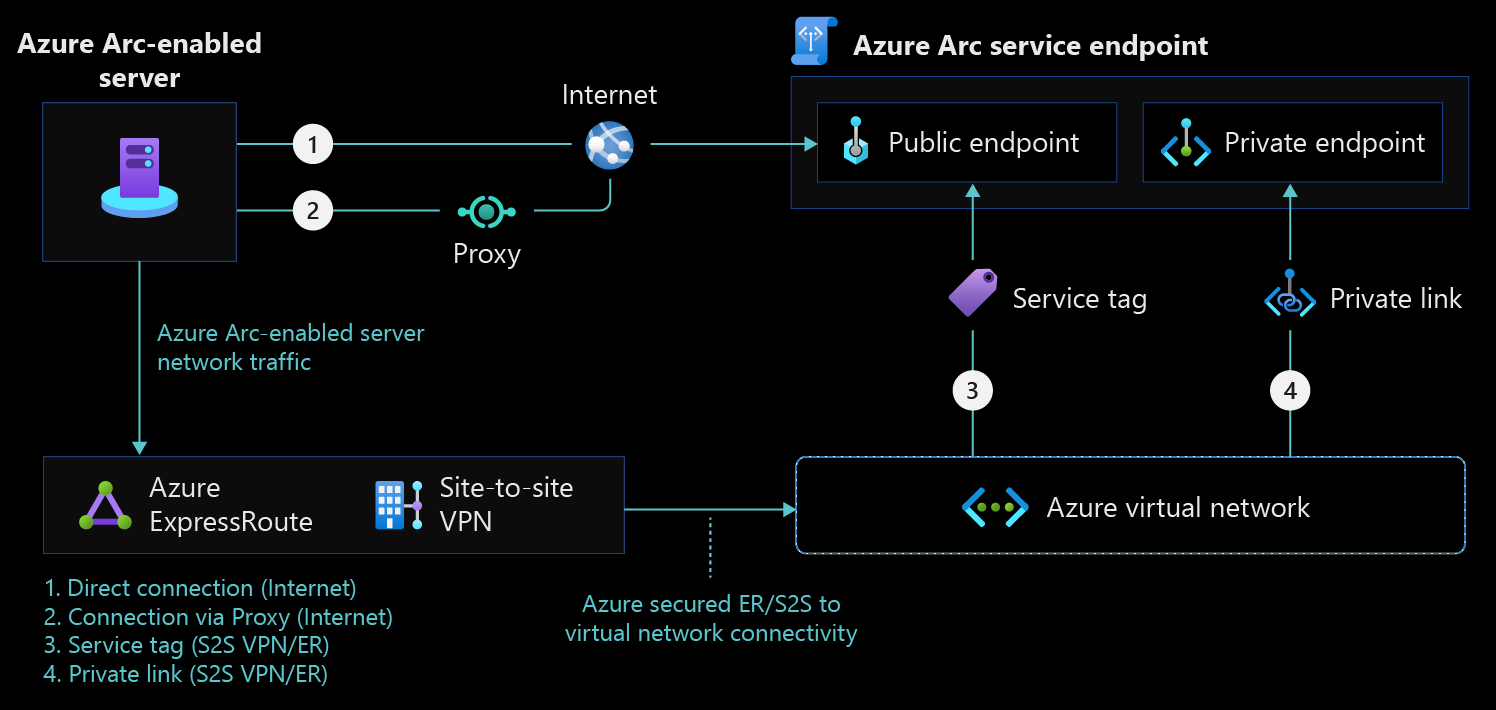 Azure Arc-enabled
server
Azure Arc service endpoint
Internet
1
Public endpoint
Private endpoint
2
Proxy
Service tag
Private link
Azure Arc-enabled server
network traffic
3
4
Azure
ExpressRoute
Site-to-site
VPN
Azure virtual network
1. Direct connection (Internet)
2. Connection via Proxy (Internet)
3. Service tag (S2S VPN/ER)
4. Private link (S2S VPN/ER)
Azure secured ER/S2S to
virtual network connectivity